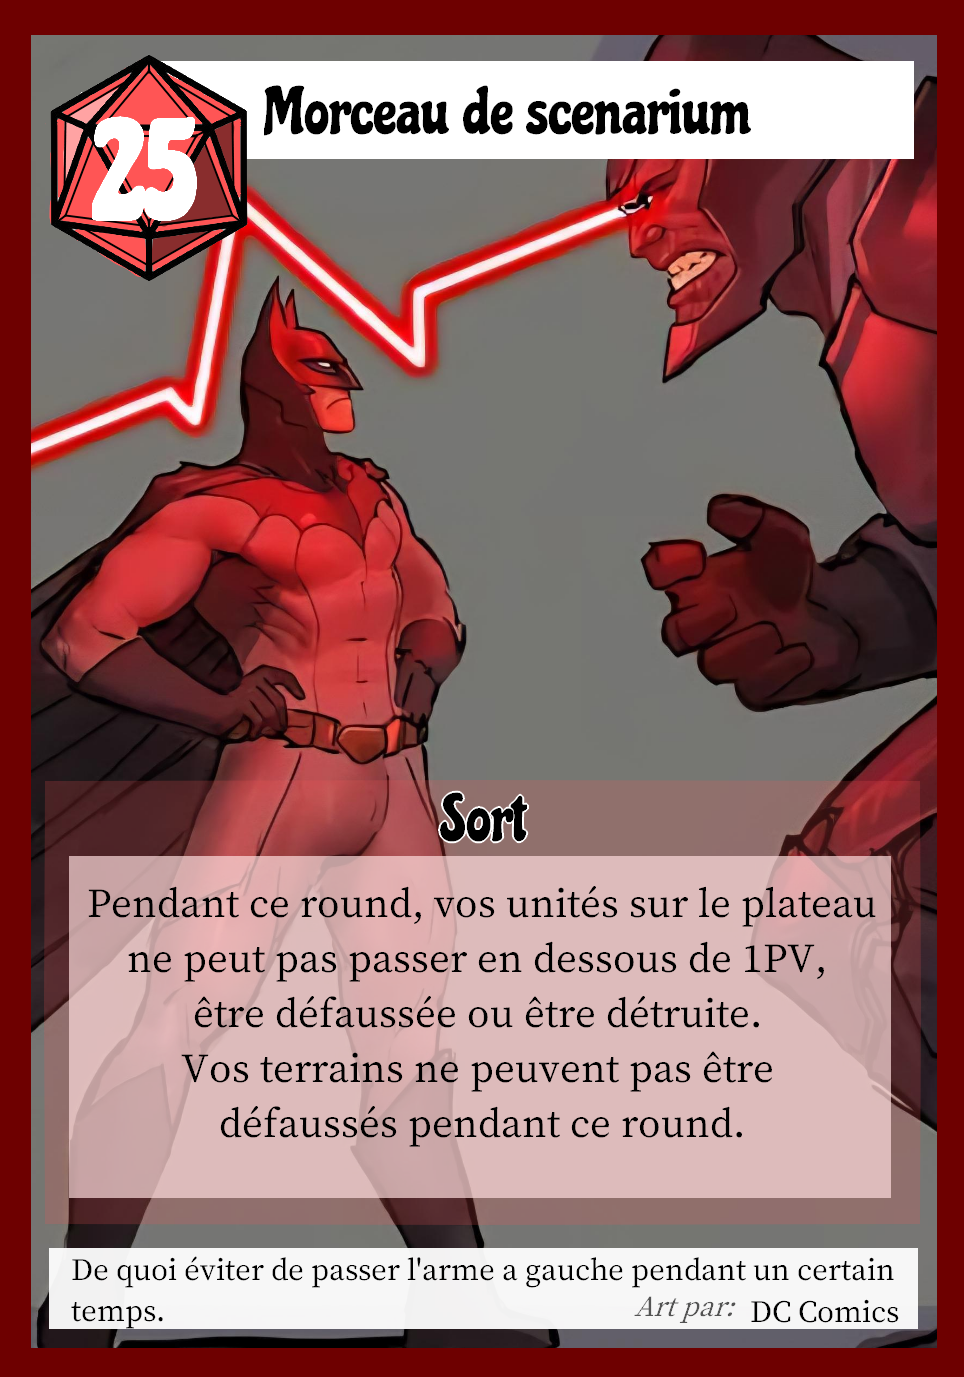 25
Morceau de scenarium
Sort
Pendant ce round, vos unités sur le plateau
ne peut pas passer en dessous de 1PV,
être défaussée ou être détruite.
Vos terrains ne peuvent pas être
défaussés pendant ce round.
De quoi éviter de passer l'arme a gauche pendant un certain
temps.
Art par: DC Comics